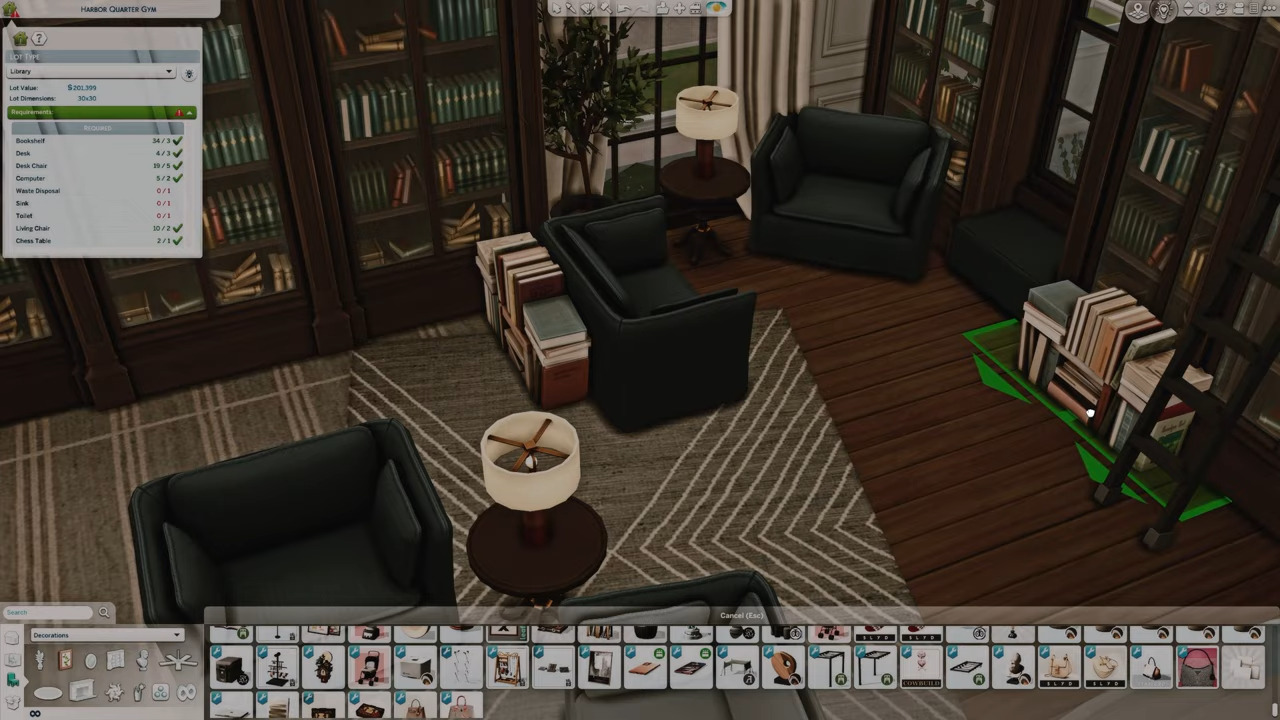 HARBOR QUARTER GYM
LOT TYPE
Library
Lot Value: $201,399
Lot Dimensions: 30x30
Requirements:
REQUIRED
Bookshelf 34 / 3
Desk 4 / 3
Desk Chair 19 / 5
Computer 5 / 2
Waste Disposal 0 / 1
Sink 0 / 1
Toilet 0 / 1
Living Chair 10 / 2
Chess Table 2 / 1
Cancel (Esc)
Search
Decorations
COWBUILD